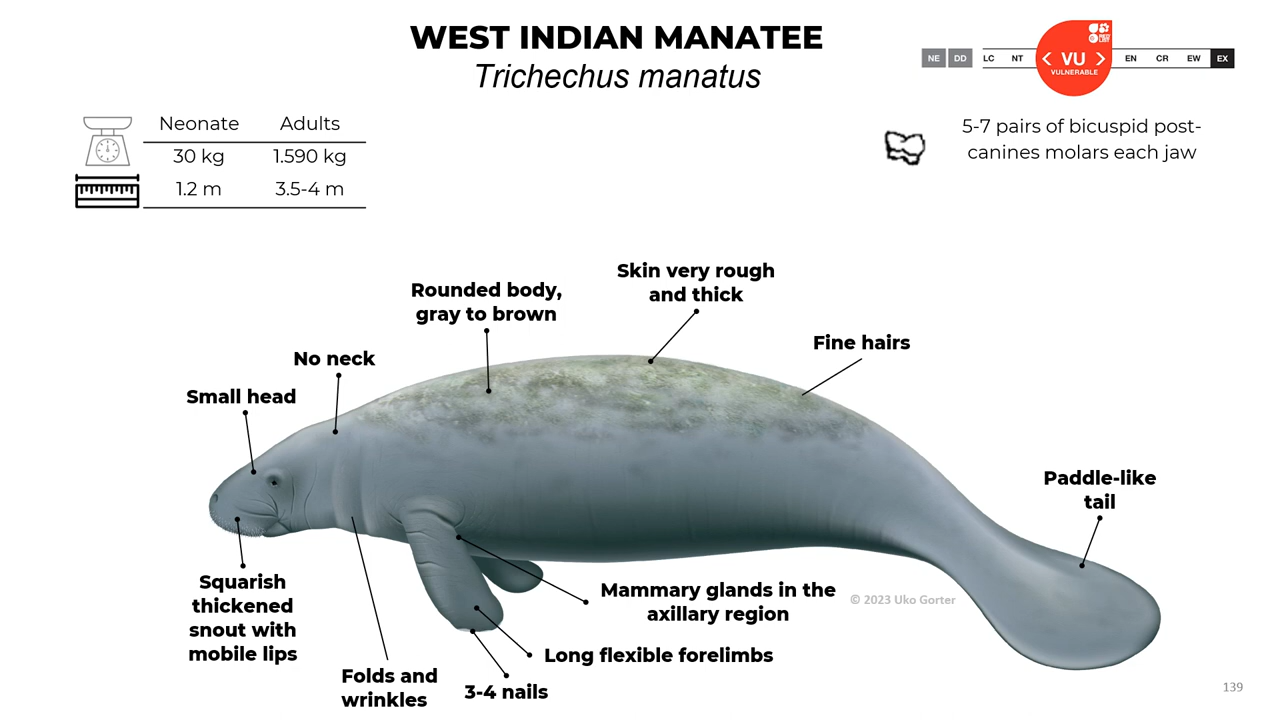 WEST INDIAN MANATEE
Trichechus manatus
NE DD LC NT < VU > EN CR EW EX
VULNERABLE
Neonate Adults
30 kg 1.590 kg
1.2 m 3.5-4 m
5-7 pairs of bicuspid post-
canines molars each jaw
Skin very rough
and thick
Rounded body,
gray to brown
Fine hairs
No neck
Small head
Paddle-like
tail
Squarish
thickened
snout with
mobile lips
Mammary glands in the
axillary region
© 2023 Uko Gorter
Long flexible forelimbs
Folds and
wrinkles
3-4 nails
139